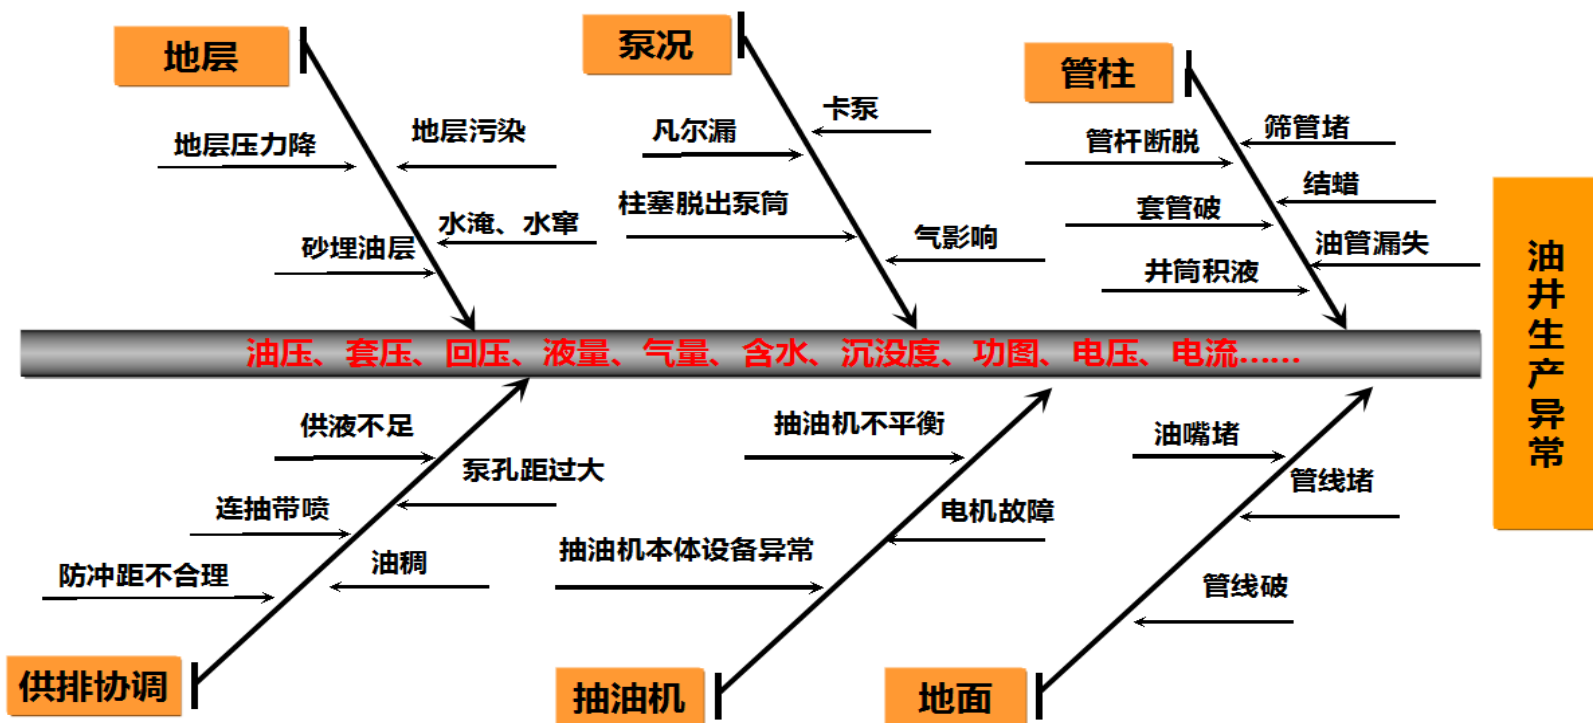 地层
泵况
管柱
地层压力降
地层污染
砂埋油层
水淹、水窜
凡尔漏
卡泵
柱塞脱出泵筒
气影响
管杆断脱
筛管堵
套管破
结蜡
井筒积液
油管漏失
油井生产异常
油压、套压、回压、液量、气量、含水、沉没度、功图、电压、电流……
供液不足
泵孔距过大
连抽带喷
油稠
防冲距不合理
抽油机不平衡
电机故障
抽油机本体设备异常
油嘴堵
管线堵
管线破
供排协调
抽油机
地面